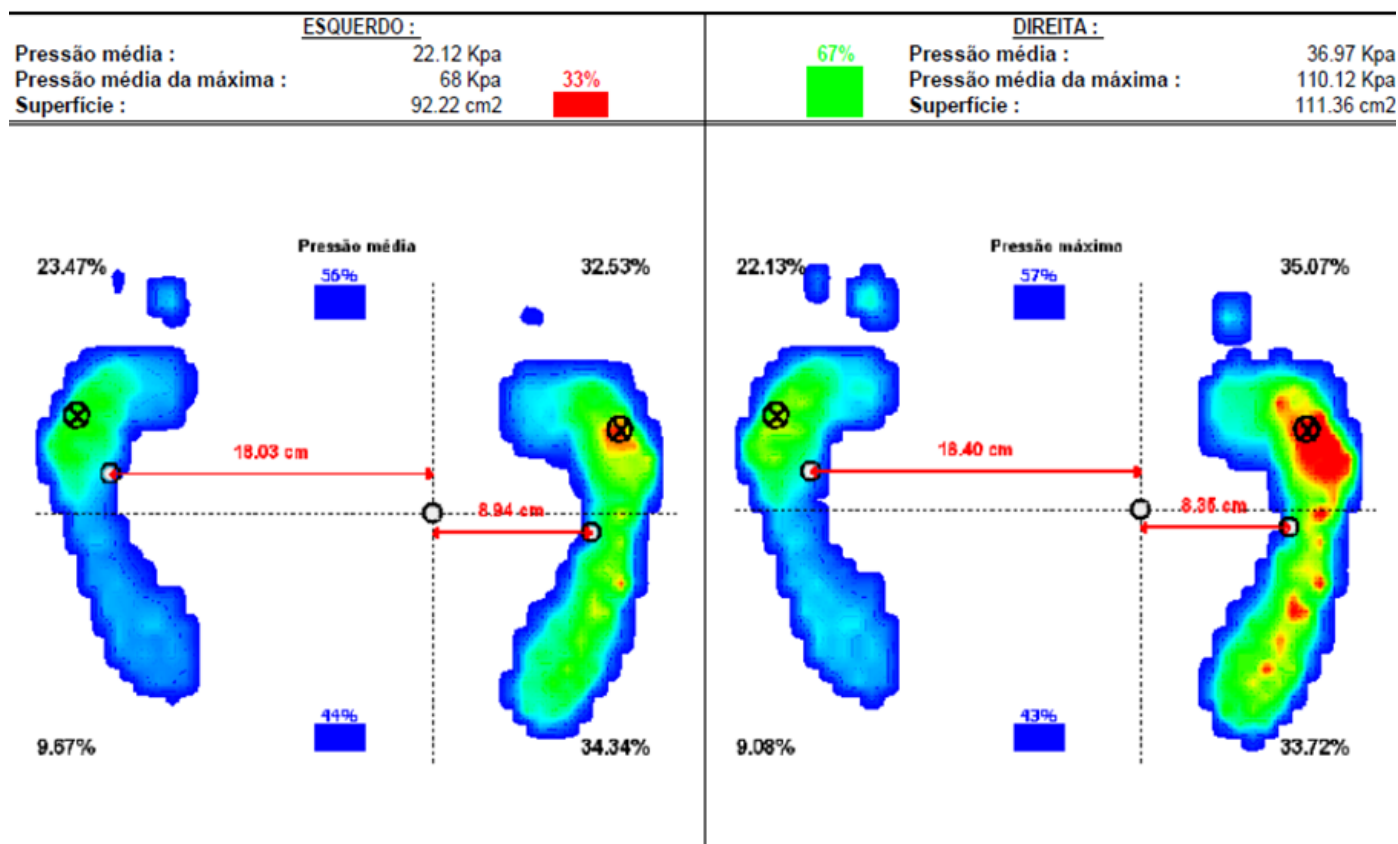 ESQUERDO :
Pressão média : 22.12 Kpa
Pressão média da máxima : 68 Kpa 33%
Superfície : 92.22 cm2
DIREITA :
67% Pressão média : 36.97 Kpa
Pressão média da máxima : 110.12 Kpa
Superfície : 111.36 cm2
Pressão média
23.47% 56% 32.53%
18.03 cm
8.94 cm
44%
9.67% 34.34%
Pressão máxima
22.13% 57% 35.07%
18.40 cm
8.35 cm
43%
9.08% 33.72%